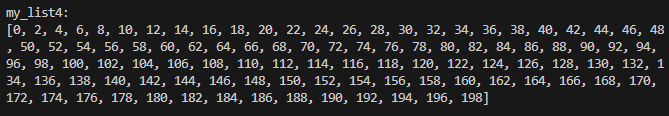 my_list4:
[0, 2, 4, 6, 8, 10, 12, 14, 16, 18, 20, 22, 24, 26, 28, 30, 32, 34, 36, 38, 40, 42, 44, 46, 48
, 50, 52, 54, 56, 58, 60, 62, 64, 66, 68, 70, 72, 74, 76, 78, 80, 82, 84, 86, 88, 90, 92, 94,
96, 98, 100, 102, 104, 106, 108, 110, 112, 114, 116, 118, 120, 122, 124, 126, 128, 130, 132, 1
34, 136, 138, 140, 142, 144, 146, 148, 150, 152, 154, 156, 158, 160, 162, 164, 166, 168, 170,
172, 174, 176, 178, 180, 182, 184, 186, 188, 190, 192, 194, 196, 198]